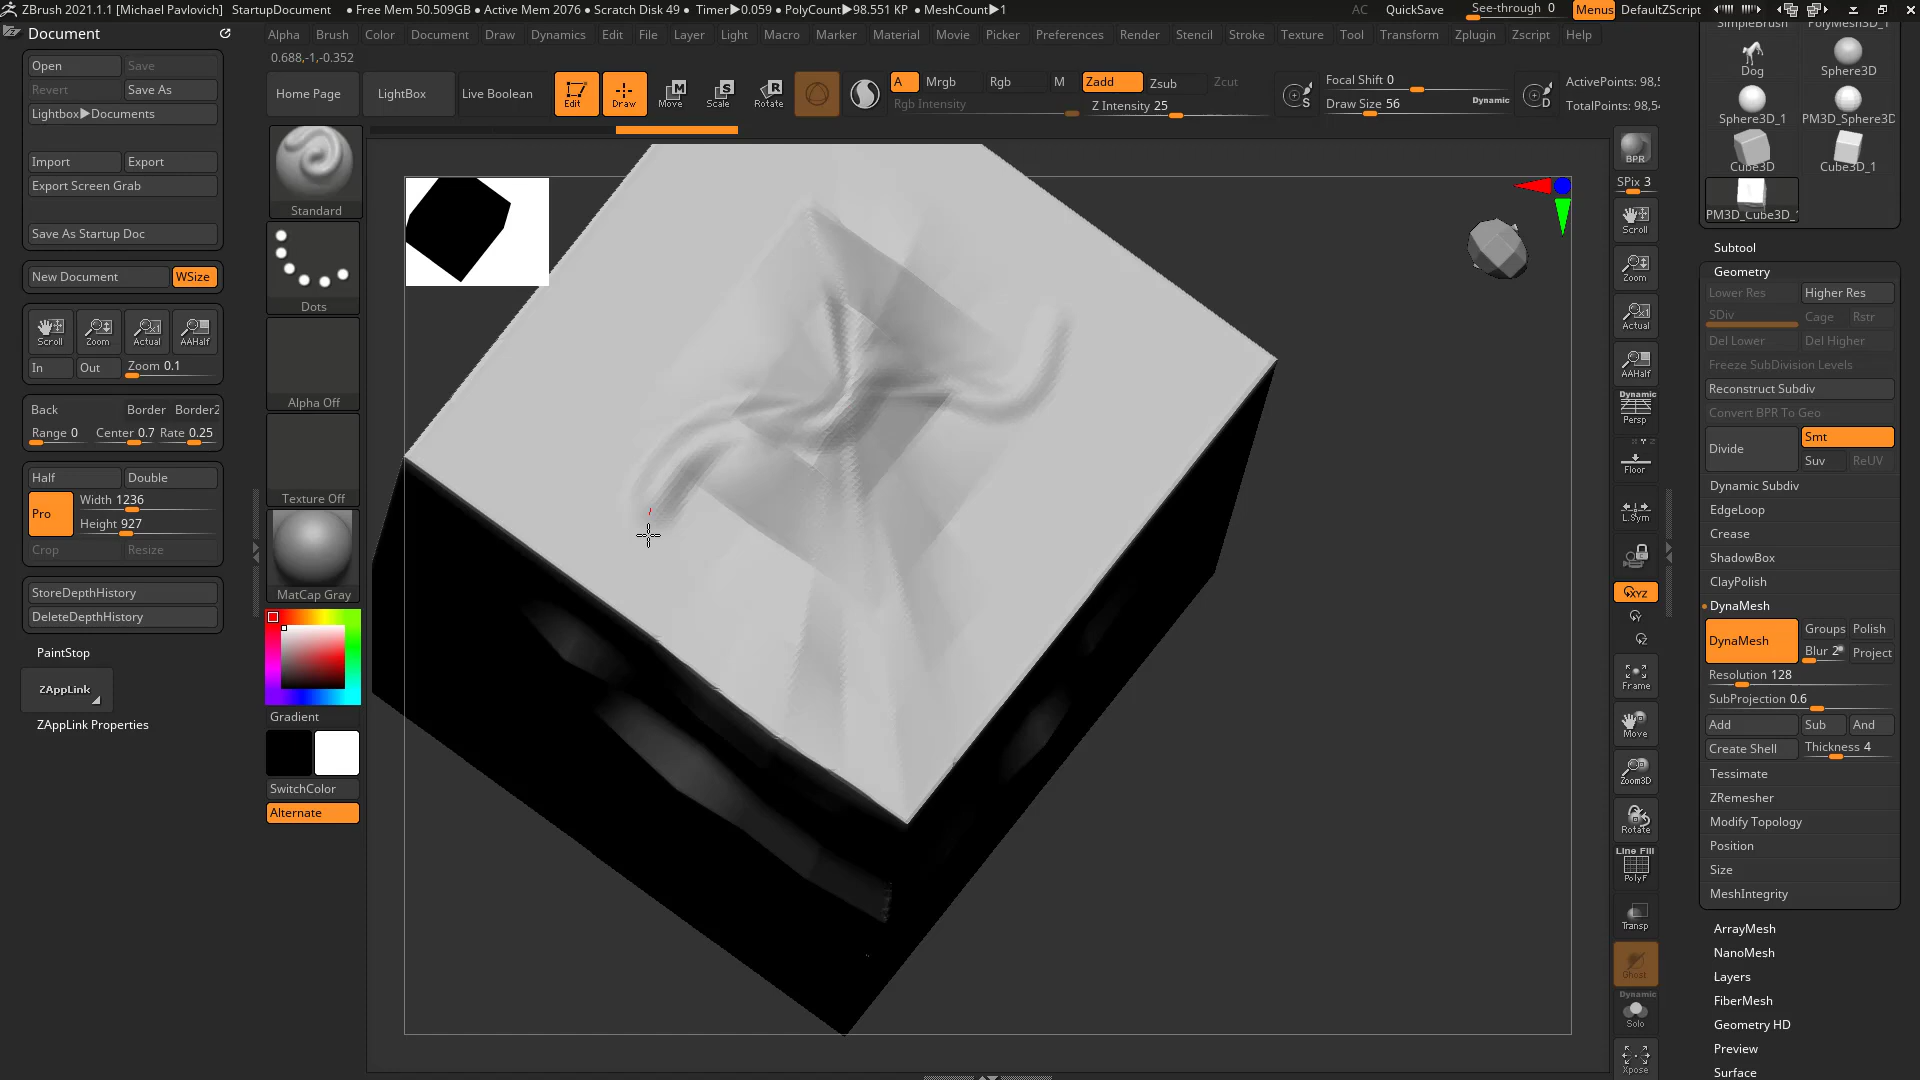 ZBrush 2021.1.1 [Michael Pavlovich] StartupDocument • Free Mem 50.509GB • Active Mem 2076 • Scratch Disk 49 • Timer▶0.059 • PolyCount▶98.551 KP • MeshCount▶1 AC QuickSave See-through 0 Menus DefaultZScript
Document
Alpha Brush Color Document Draw Dynamics Edit File Layer Light Macro Marker Material Movie Picker Preferences Render Stencil Stroke Texture Tool Transform Zplugin Zscript Help
0.688,-1,-0.352
Home Page LightBox Live Boolean Edit Draw Move Scale Rotate
A Mrgb Rgb M Zadd Zsub Zcut
Rgb Intensity Z Intensity 25
S Focal Shift 0
Draw Size 56 Dynamic
D ActivePoints: 98,5
TotalPoints: 98,54
Open Save
Revert Save As
Lightbox▶Documents
Import Export
Export Screen Grab
Save As Startup Doc
New Document WSize
Scroll Zoom Actual AAHalf
In Out Zoom 0.1
Back Border Border2
Range 0 Center 0.7 Rate 0.25
Half Double
Pro Width 1236
Height 927
Crop Resize
StoreDepthHistory
DeleteDepthHistory
PaintStop
ZAppLink
ZAppLink Properties
Standard
Dots
Alpha Off
Texture Off
MatCap Gray
Gradient
SwitchColor
Alternate
BPR
SPix 3
Scroll
Zoom
Actual
AAHalf
Dynamic
Persp
Floor
L.Sym
XYZ
Y
Z
Frame
Move
Zoom3D
Rotate
Line Fill
PolyF
Transp
Ghost
Dynamic
Solo
Xpose
SimpleBrush PolyMesh3D_1
Dog Sphere3D
Sphere3D_1 PM3D_Sphere3D
Cube3D Cube3D_1
PM3D_Cube3D_
Subtool
Geometry
Lower Res Higher Res
SDiv Cage Rstr
Del Lower Del Higher
Freeze SubDivision Levels
Reconstruct Subdiv
Convert BPR To Geo
Divide Smt
Suv ReUV
Dynamic Subdiv
EdgeLoop
Crease
ShadowBox
ClayPolish
DynaMesh
DynaMesh Groups Polish
Blur 2 Project
Resolution 128
SubProjection 0.6
Add Sub And
Create Shell Thickness 4
Tessimate
ZRemesher
Modify Topology
Position
Size
MeshIntegrity
ArrayMesh
NanoMesh
Layers
FiberMesh
Geometry HD
Preview
Surface